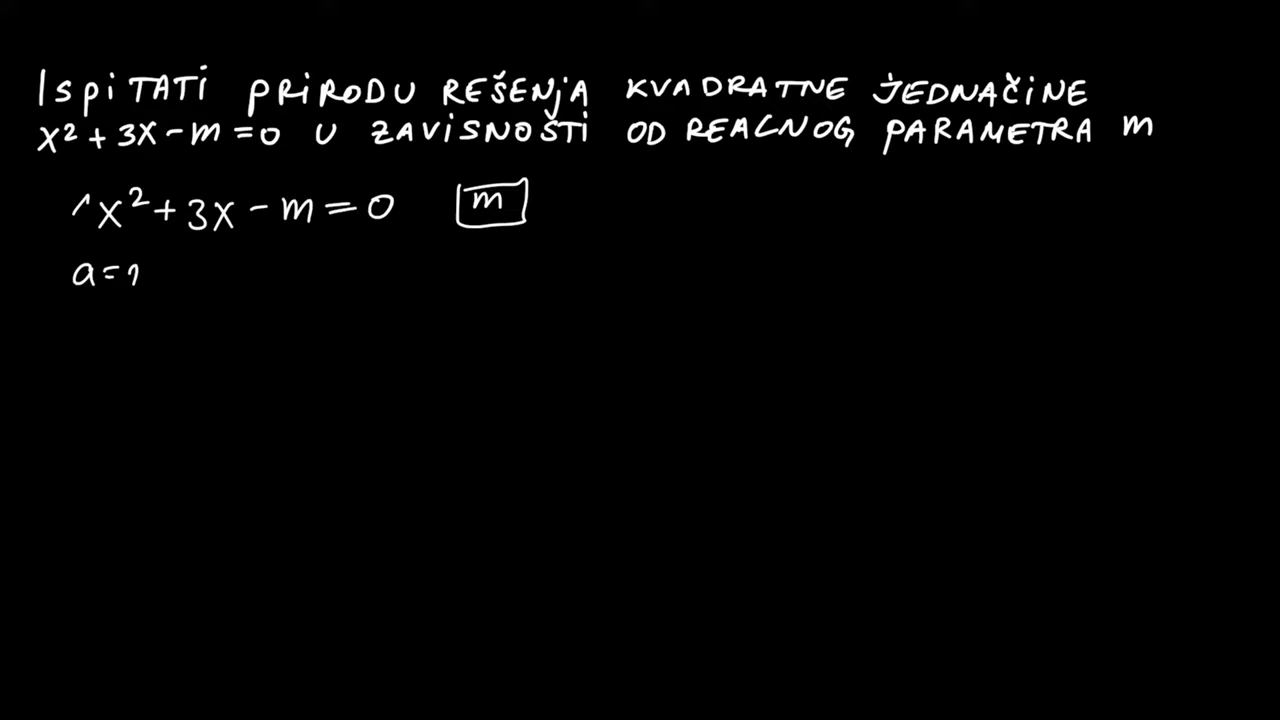 Ispitati prirodu rešenja kvadratne jednačine
x² + 3x - m = 0 u zavisnosti od realnog parametra m
1x² + 3x - m = 0 m
a = 1